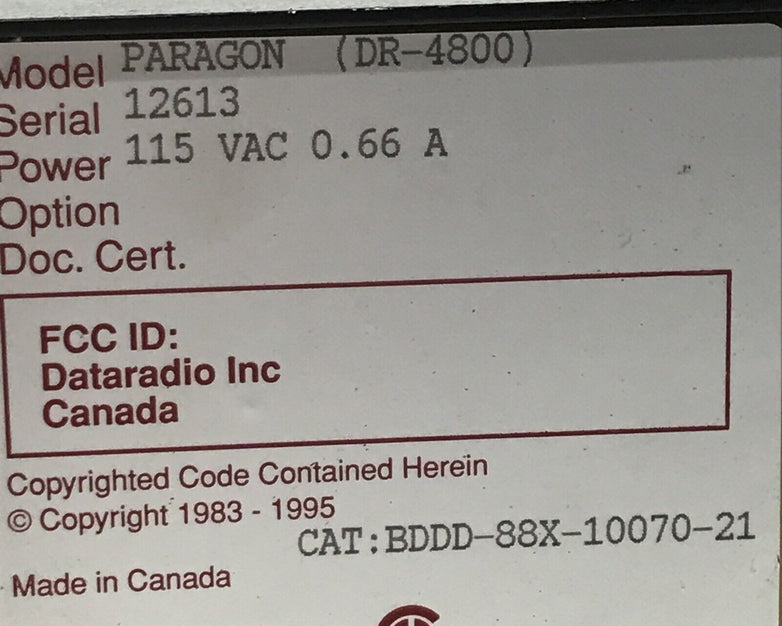 Model PARAGON (DR-4800)
Serial 12613
Power 115 VAC 0.66 A
Option
Doc. Cert.
FCC ID:
Dataradio Inc
Canada
Copyrighted Code Contained Herein
© Copyright 1983 - 1995
CAT:BDDD-88X-10070-21
Made in Canada